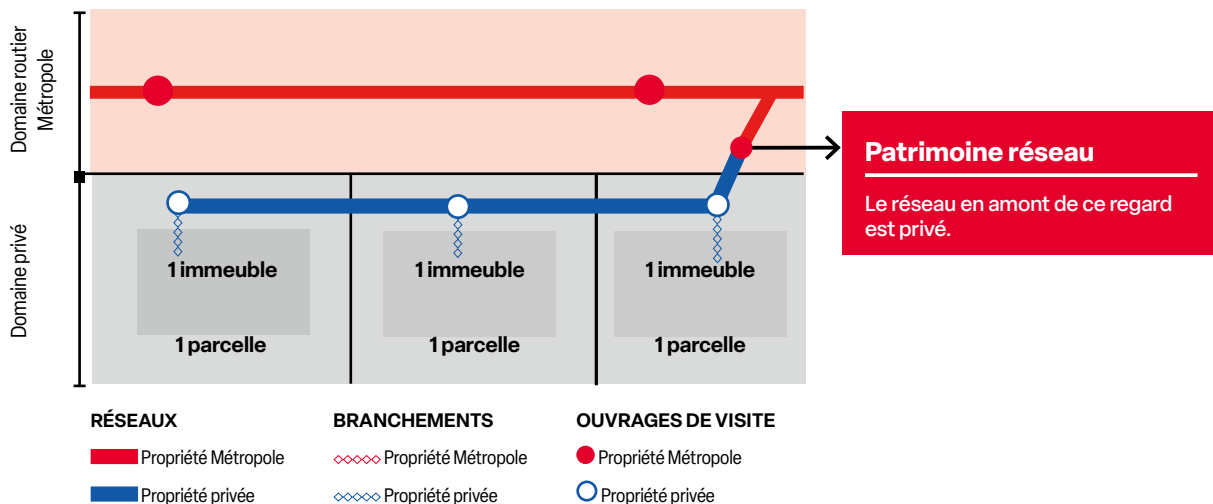 Domaine routier
Métropole
Domaine privé
Patrimoine réseau
Le réseau en amont de ce regard
est privé.
1 immeuble
1 immeuble
1 immeuble
1 parcelle
1 parcelle
1 parcelle
RÉSEAUX
Propriété Métropole
Propriété privée
BRANCHEMENTS
Propriété Métropole
Propriété privée
OUVRAGES DE VISITE
Propriété Métropole
Propriété privée